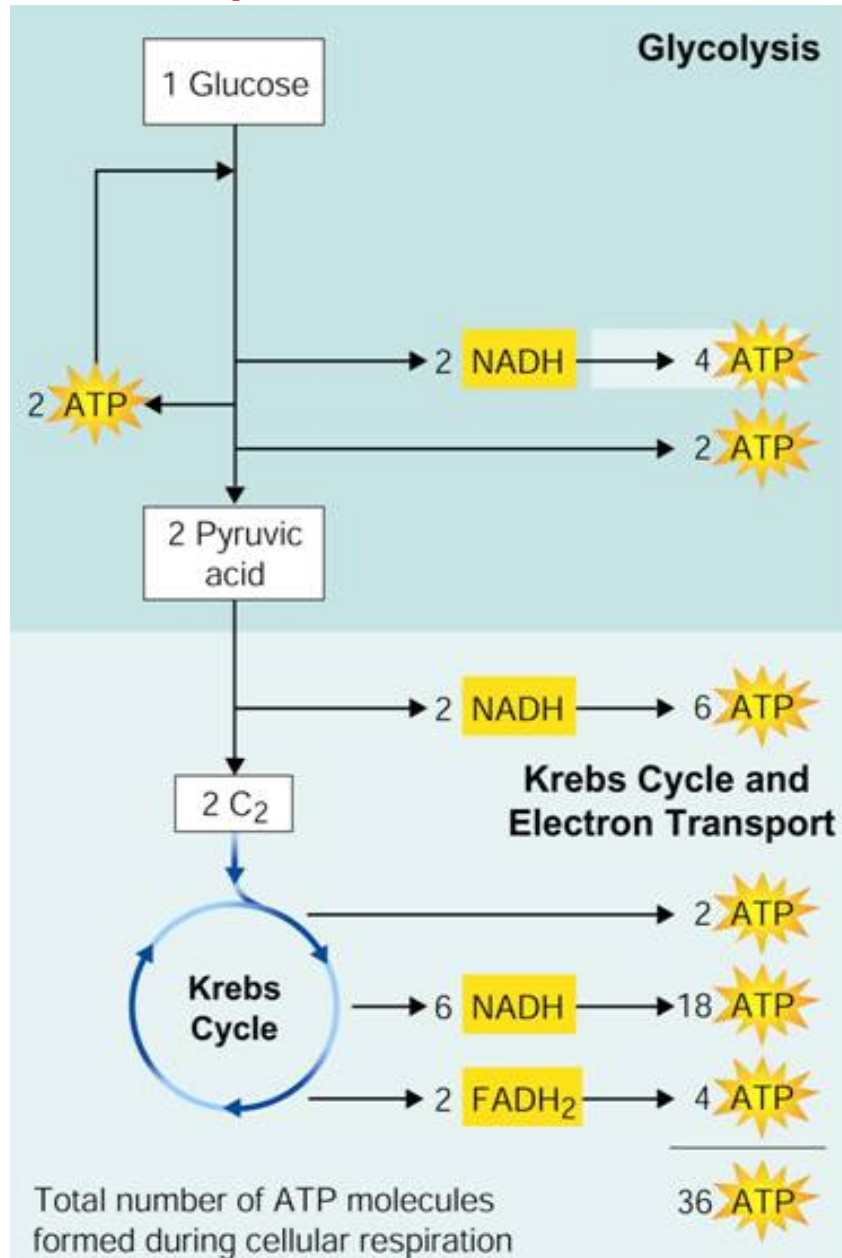 Glycolysis
1 Glucose
2 NADH 4 ATP
2 ATP
2 ATP
2 Pyruvic
acid
2 NADH 6 ATP
Krebs Cycle and
Electron Transport
2 C₂
2 ATP
Krebs
Cycle
6 NADH 18 ATP
2 FADH₂ 4 ATP
36 ATP
Total number of ATP molecules
formed during cellular respiration